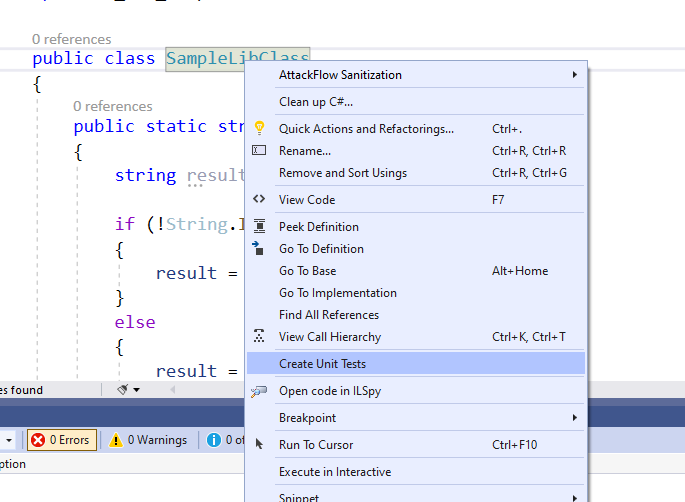 0 references
public class SampleLibClass
{
AttackFlow Sanitization
Clean up C#...
0 references
public static str
Quick Actions and Refactorings... Ctrl+.
{
Rename... Ctrl+R, Ctrl+R
string result
Remove and Sort Usings Ctrl+R, Ctrl+G
View Code F7
if (!String.I
Peek Definition
{
Go To Definition
result =
Go To Base Alt+Home
}
Go To Implementation
else
Find All References
{
View Call Hierarchy Ctrl+K, Ctrl+T
result =
Create Unit Tests
es found
Open code in ILSpy
Breakpoint
0 Errors
0 Warnings
0 of
Run To Cursor Ctrl+F10
ption
Execute in Interactive
Snippet